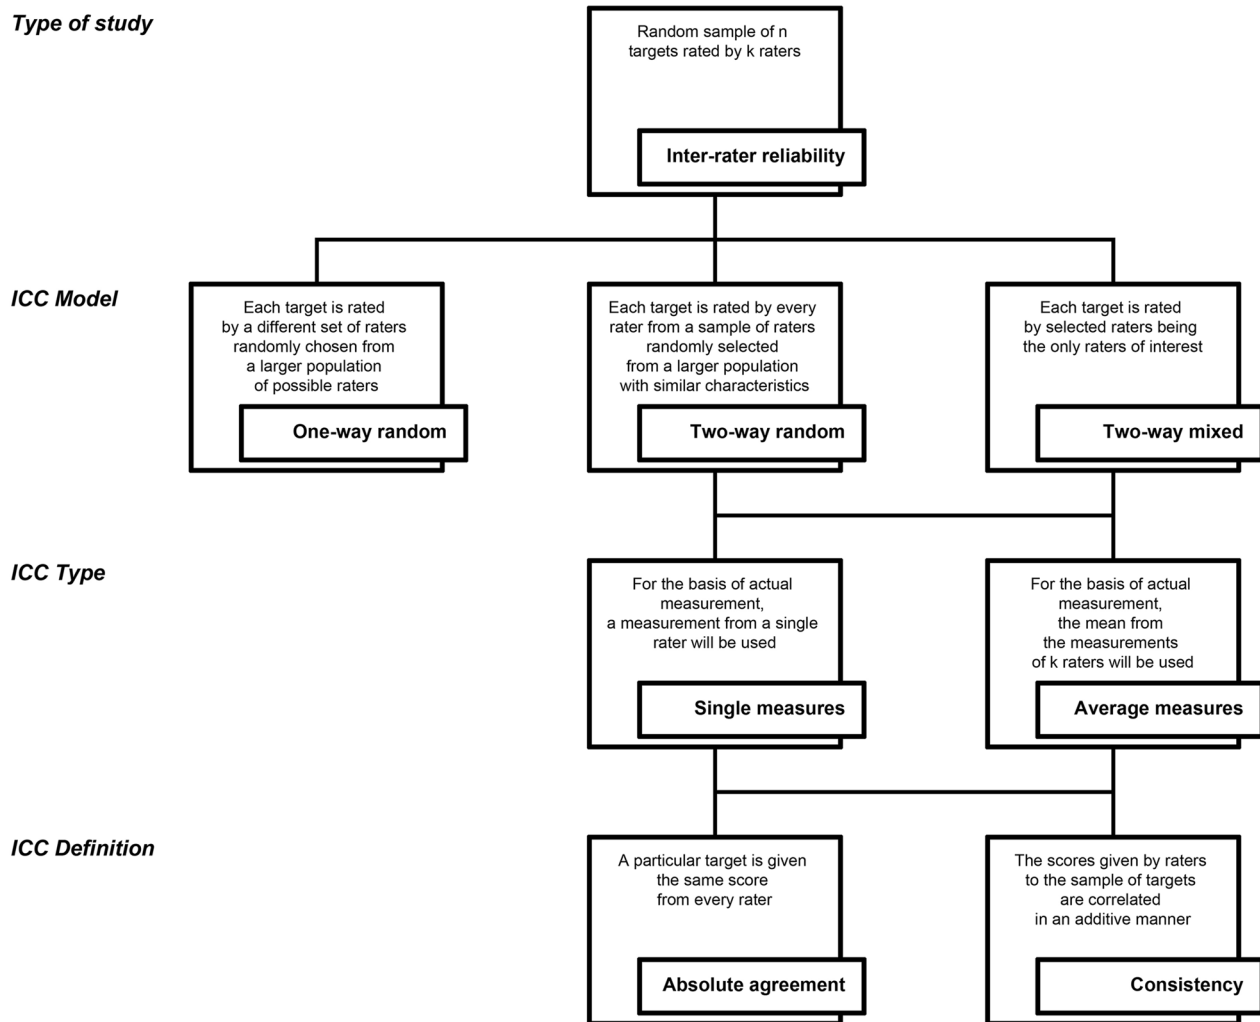 Type of study
Random sample of n
targets rated by k raters
Inter-rater reliability
ICC Model
Each target is rated
by a different set of raters
randomly chosen from
a larger population
of possible raters
One-way random
Each target is rated by every
rater from a sample of raters
randomly selected
from a larger population
with similar characteristics
Two-way random
Each target is rated
by selected raters being
the only raters of interest
Two-way mixed
ICC Type
For the basis of actual
measurement,
a measurement from a single
rater will be used
Single measures
For the basis of actual
measurement,
the mean from
the measurements
of k raters will be used
Average measures
ICC Definition
A particular target is given
the same score
from every rater
Absolute agreement
The scores given by raters
to the sample of targets
are correlated
in an additive manner
Consistency